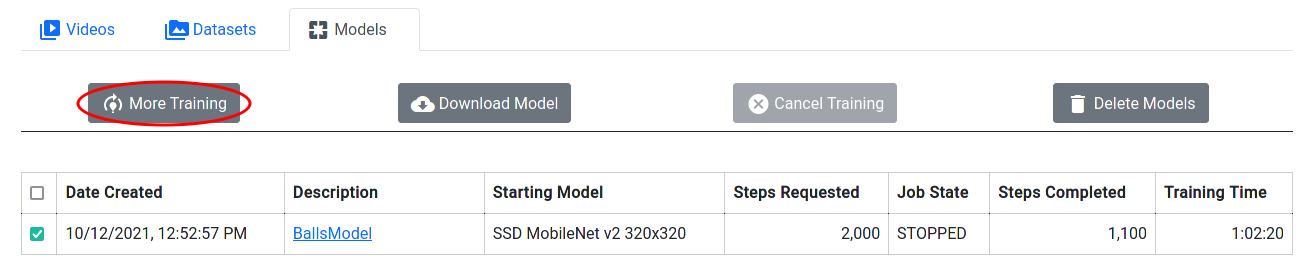 Videos Datasets Models
More Training Download Model Cancel Training Delete Models
Date Created Description Starting Model Steps Requested Job State Steps Completed Training Time
10/12/2021, 12:52:57 PM BallsModel SSD MobileNet v2 320x320 2,000 STOPPED 1,100 1:02:20